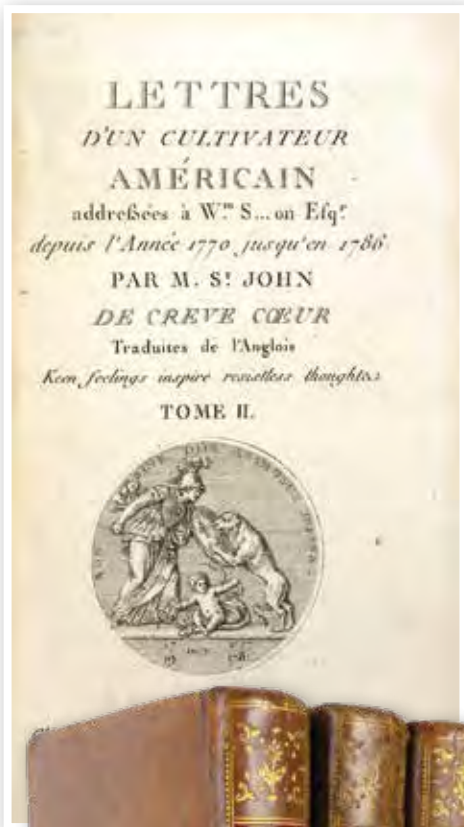 LETTRES
D'UN CULTIVATEUR
AMÉRICAIN
addreßées à Wᵐ S... on Esqʳ
depuis l'Année 1770 jusqu'en 1786.
PAR M. Sᵗ JOHN
DE CREVE CŒUR
Traduites de l'Anglois
Keen feelings inspire resistless thoughts.
TOME II.